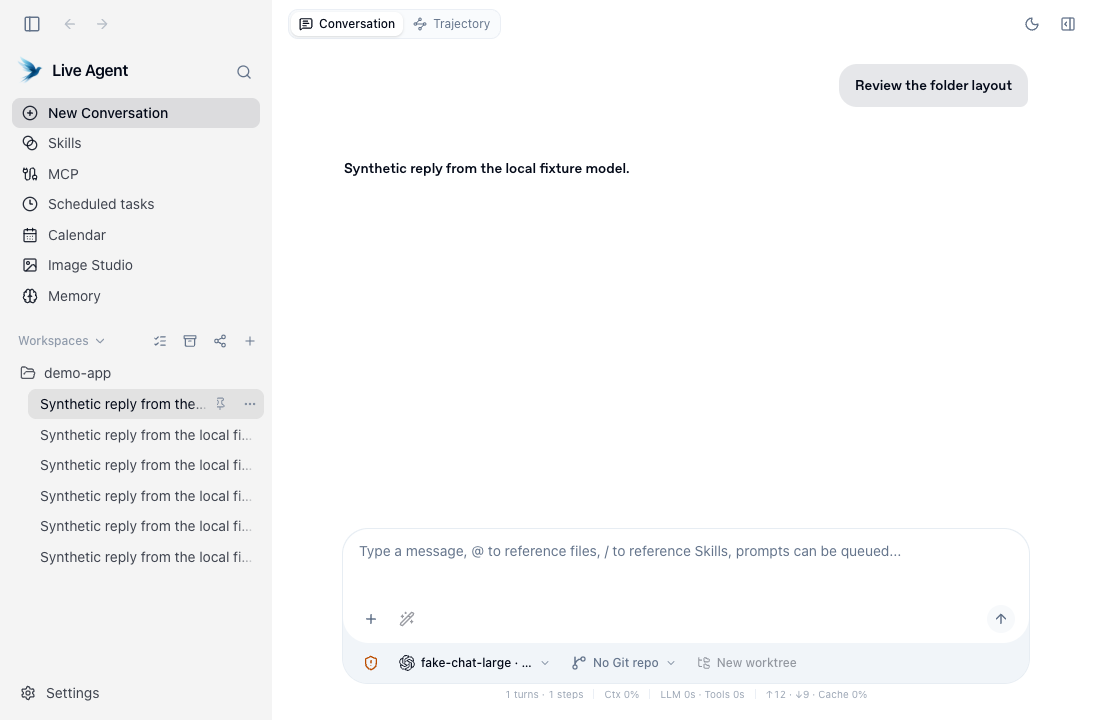 Conversation
Trajectory
Live Agent
New Conversation
Skills
MCP
Scheduled tasks
Calendar
Image Studio
Memory
Workspaces
demo-app
Synthetic reply from the...
Synthetic reply from the local fi...
Synthetic reply from the local fi...
Synthetic reply from the local fi...
Synthetic reply from the local fi...
Synthetic reply from the local fi...
Settings
Review the folder layout
Synthetic reply from the local fixture model.
Type a message, @ to reference files, / to reference Skills, prompts can be queued...
fake-chat-large · ...
No Git repo
New worktree
1 turns · 1 steps
Ctx 0%
LLM 0s · Tools 0s
↑12 · ↓9 · Cache 0%